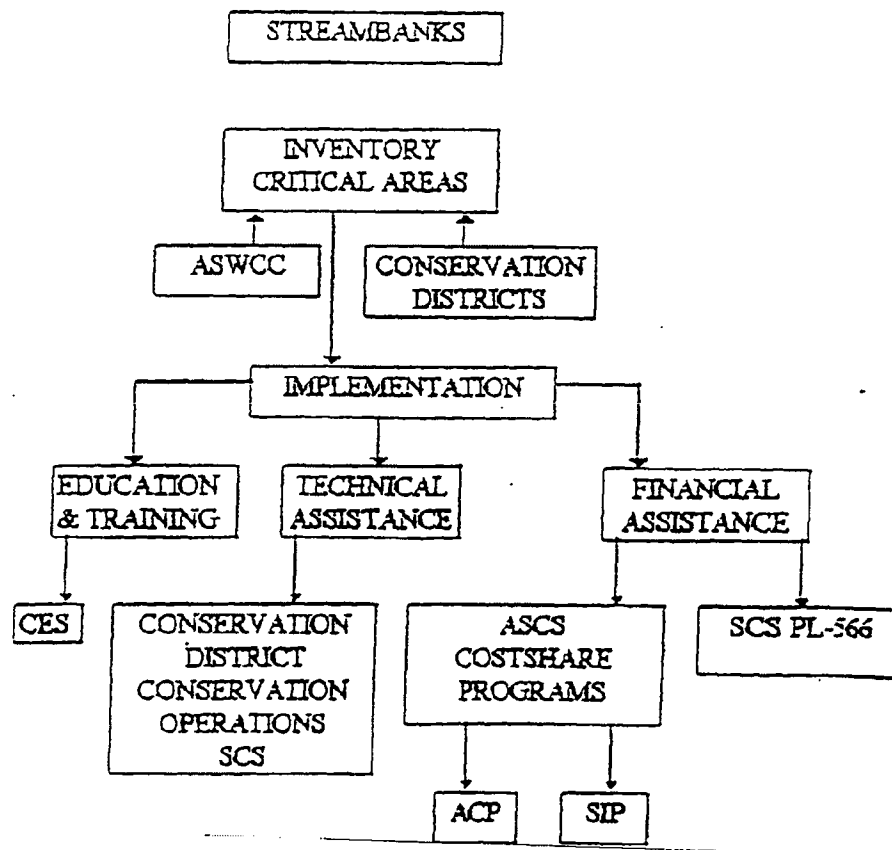 STREAMBANKS
INVENTORY
CRITICAL AREAS
ASWCC
CONSERVATION
DISTRICTS
IMPLEMENTATION
EDUCATION
& TRAINING
TECHNICAL
ASSISTANCE
FINANCIAL
ASSISTANCE
CES
CONSERVATION
DISTRICT
CONSERVATION
OPERATIONS
SCS
ASCS
COSTSHARE
PROGRAMS
SCS PL-566
ACP
SIP